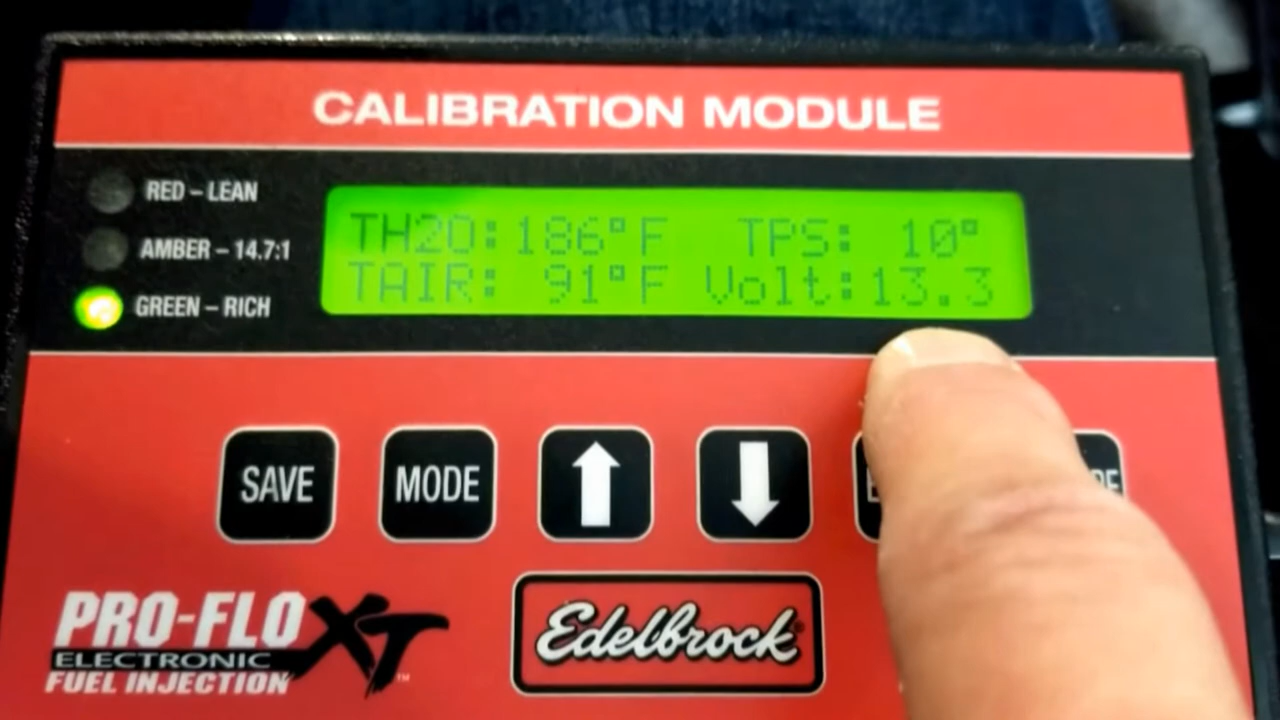 CALIBRATION MODULE
RED – LEAN
AMBER – 14.7:1
GREEN – RICH
TH2O:186°F TPS: 10°
TAIR: 91°F Volt:13.3
SAVE
MODE
PRO-FLO XT™
ELECTRONIC
FUEL INJECTION
Edelbrock®